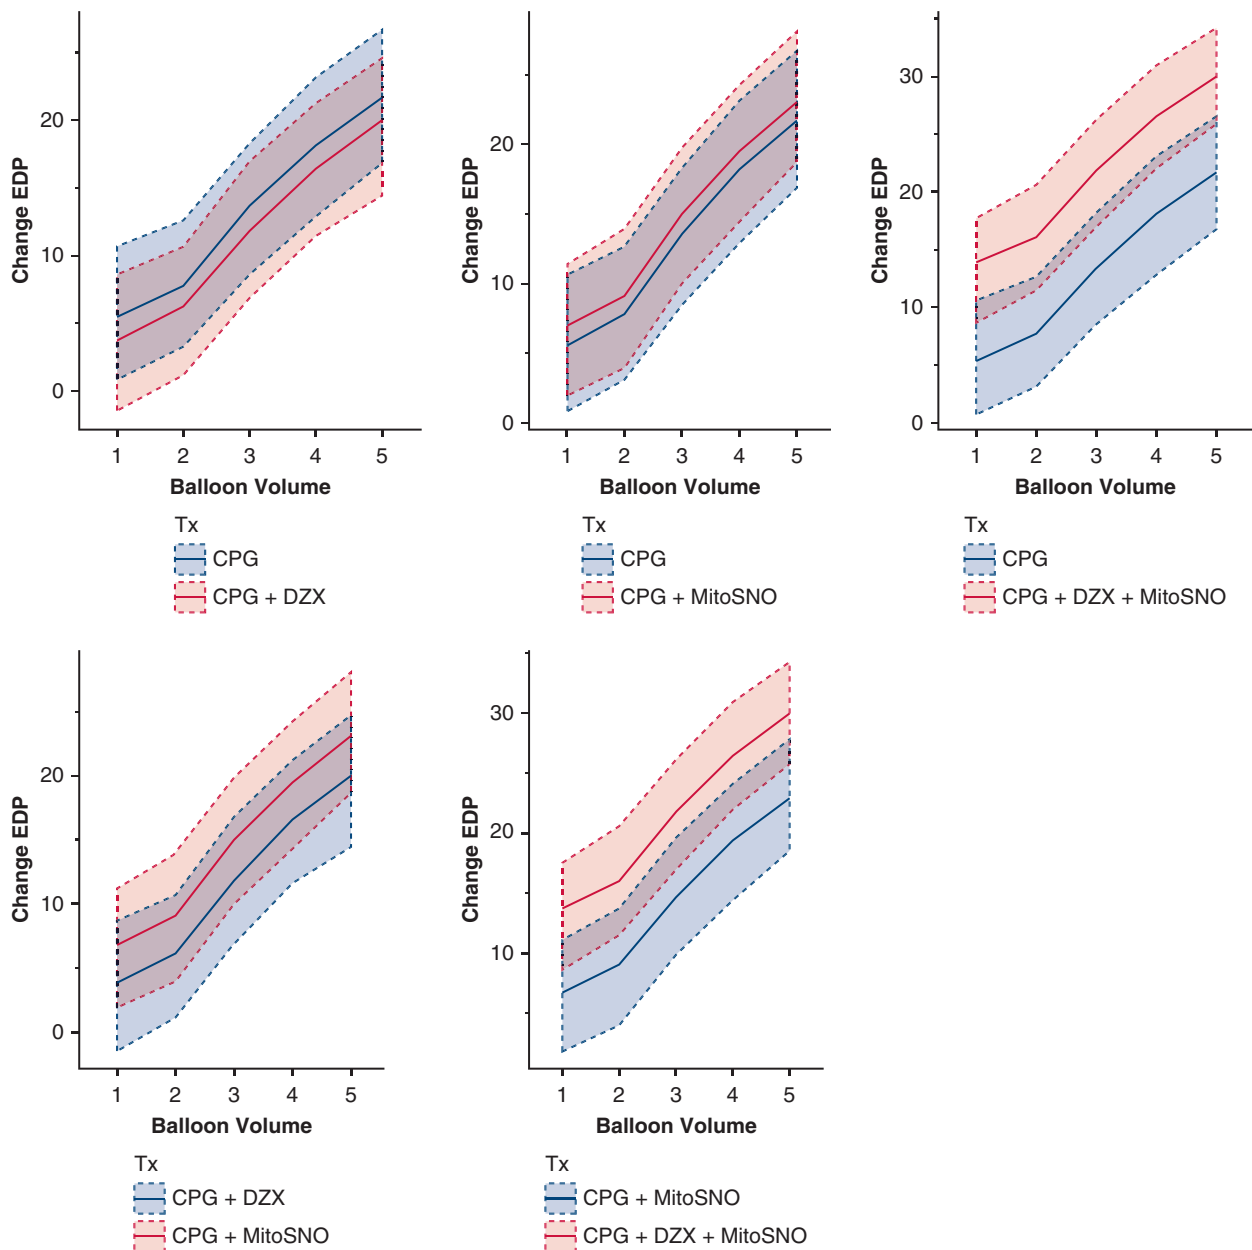 Change EDP
20
10
0
1 2 3 4 5
Balloon Volume
Tx
CPG
CPG + DZX
Change EDP
20
10
0
1 2 3 4 5
Balloon Volume
Tx
CPG
CPG + MitoSNO
Change EDP
30
20
10
0
1 2 3 4 5
Balloon Volume
Tx
CPG
CPG + DZX + MitoSNO
Change EDP
20
10
0
1 2 3 4 5
Balloon Volume
Tx
CPG + DZX
CPG + MitoSNO
Change EDP
30
20
10
1 2 3 4 5
Balloon Volume
Tx
CPG + MitoSNO
CPG + DZX + MitoSNO